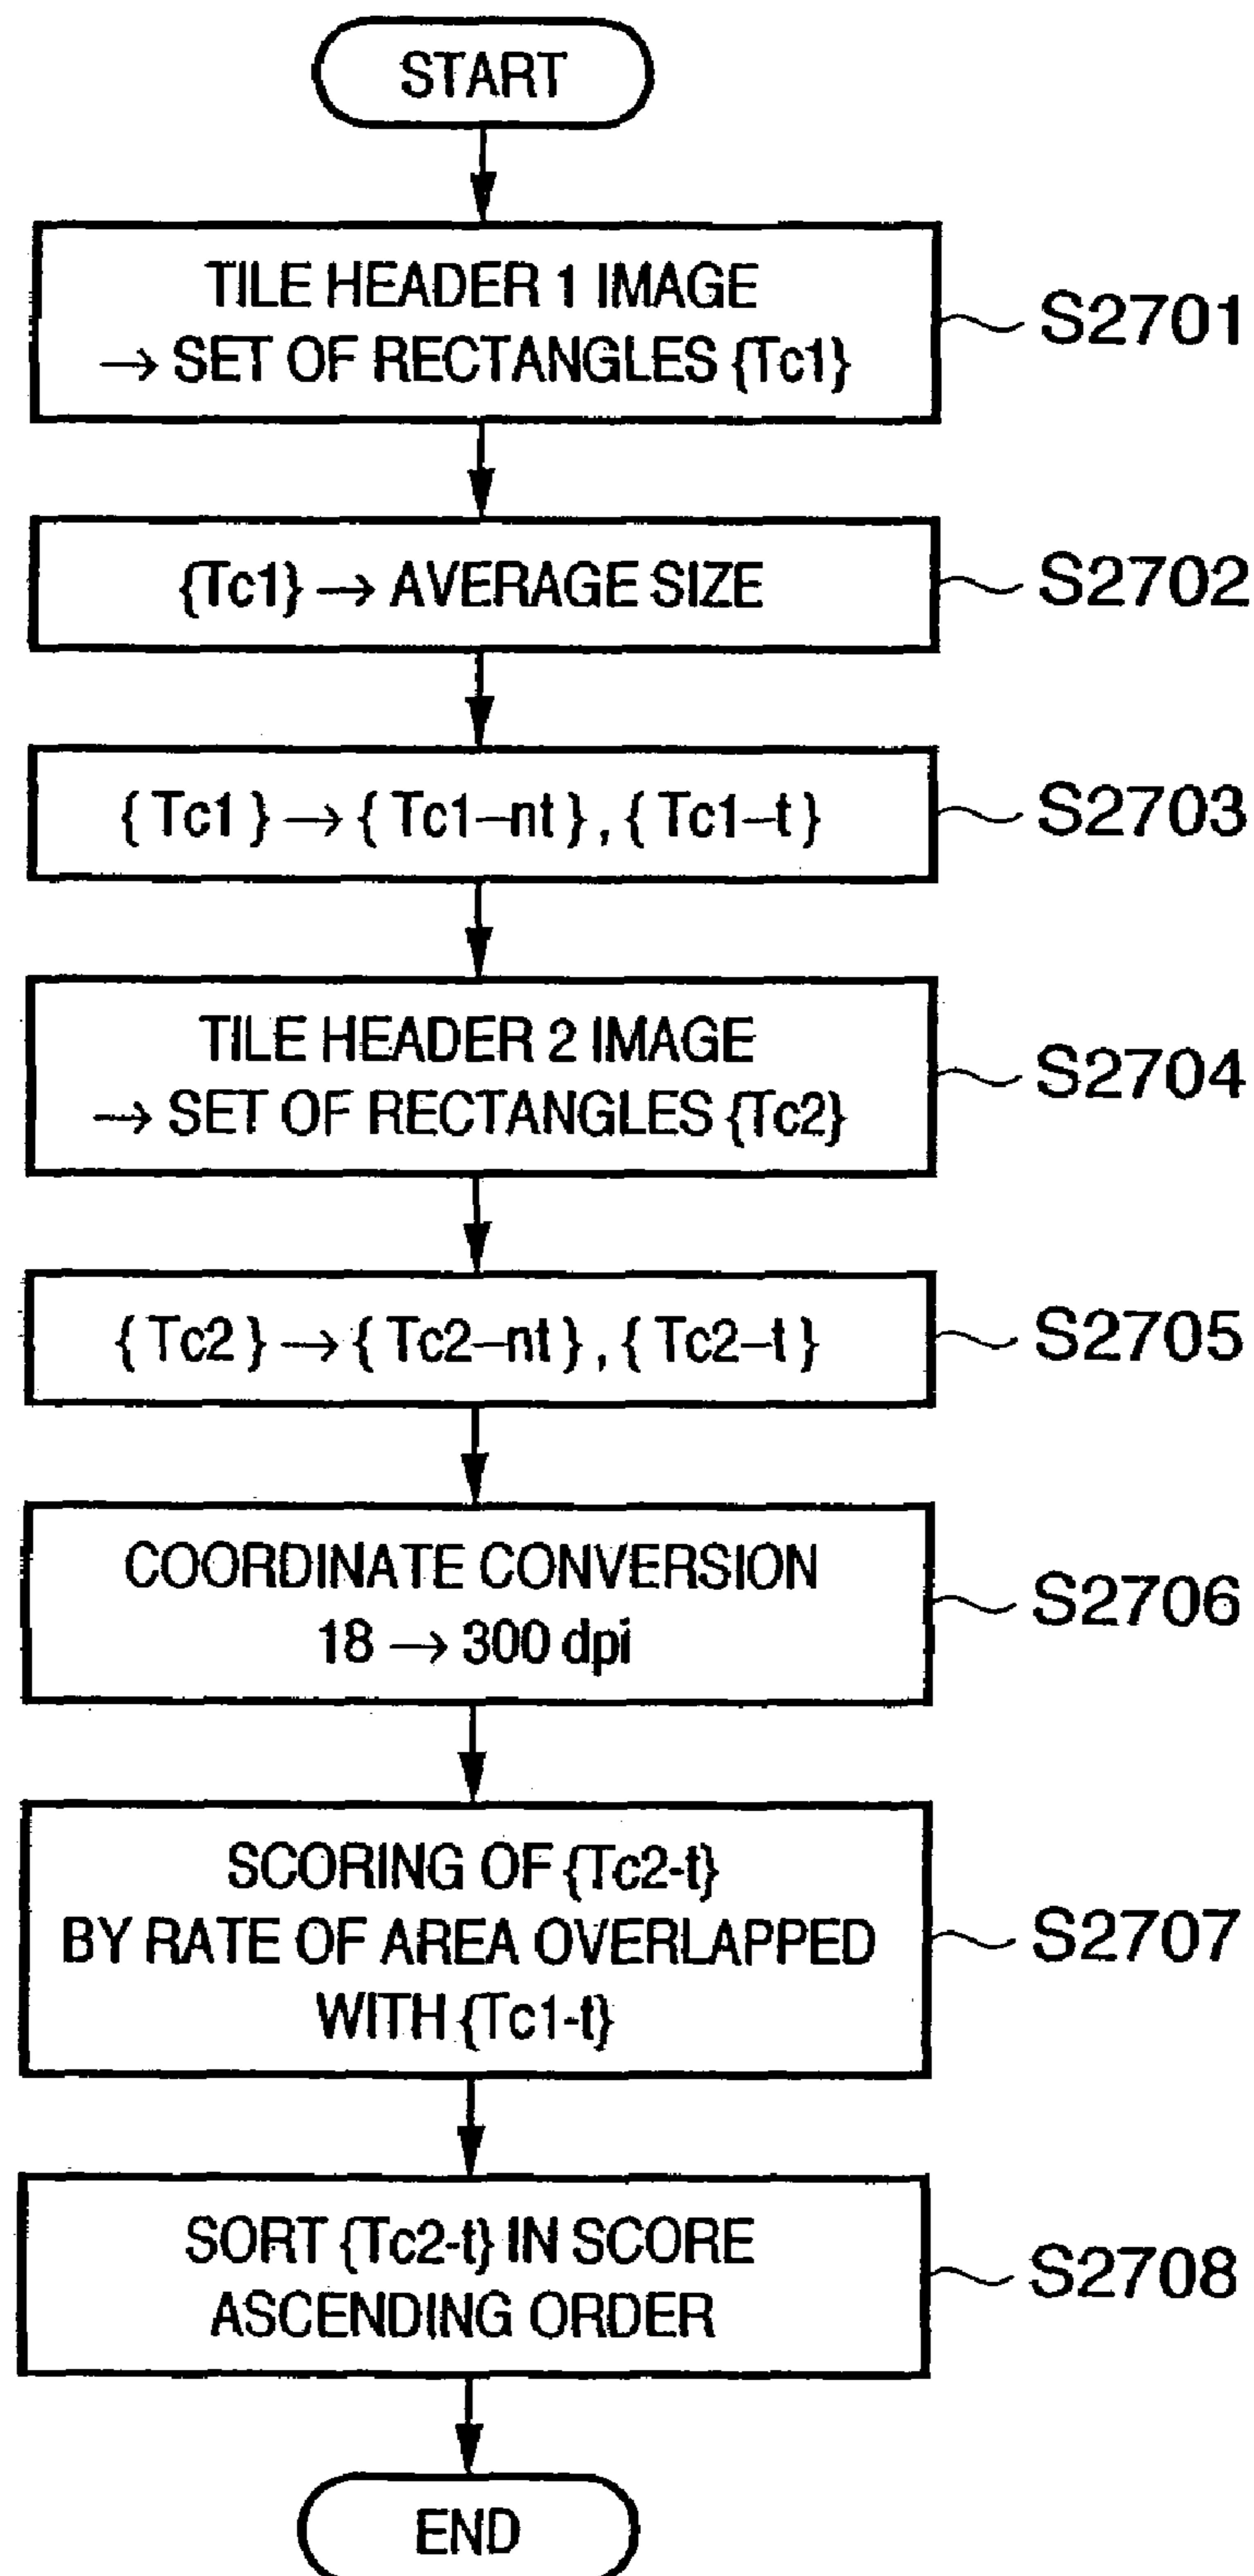 START
TILE HEADER 1 IMAGE
→ SET OF RECTANGLES {Tc1}
S2701
{Tc1} → AVERAGE SIZE
S2702
{ Tc1 } → { Tc1–nt } , { Tc1–t }
S2703
TILE HEADER 2 IMAGE
→ SET OF RECTANGLES {Tc2}
S2704
{ Tc2 } → { Tc2–nt } , { Tc2–t }
S2705
COORDINATE CONVERSION
18 → 300 dpi
S2706
SCORING OF {Tc2-t}
BY RATE OF AREA OVERLAPPED
WITH {Tc1-t}
S2707
SORT {Tc2-t} IN SCORE
ASCENDING ORDER
S2708
END